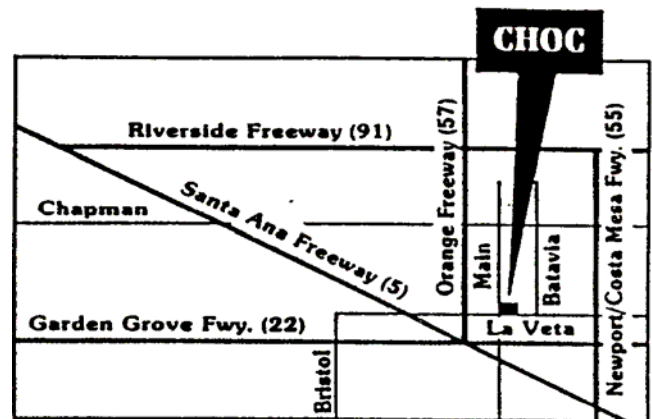 CHOC
Riverside Freeway (91)
Orange Freeway (57)
Newport/Costa Mesa Fwy. (55)
Santa Ana Freeway (5)
Chapman
Main
Batavia
Garden Grove Fwy. (22)
La Veta
Bristol